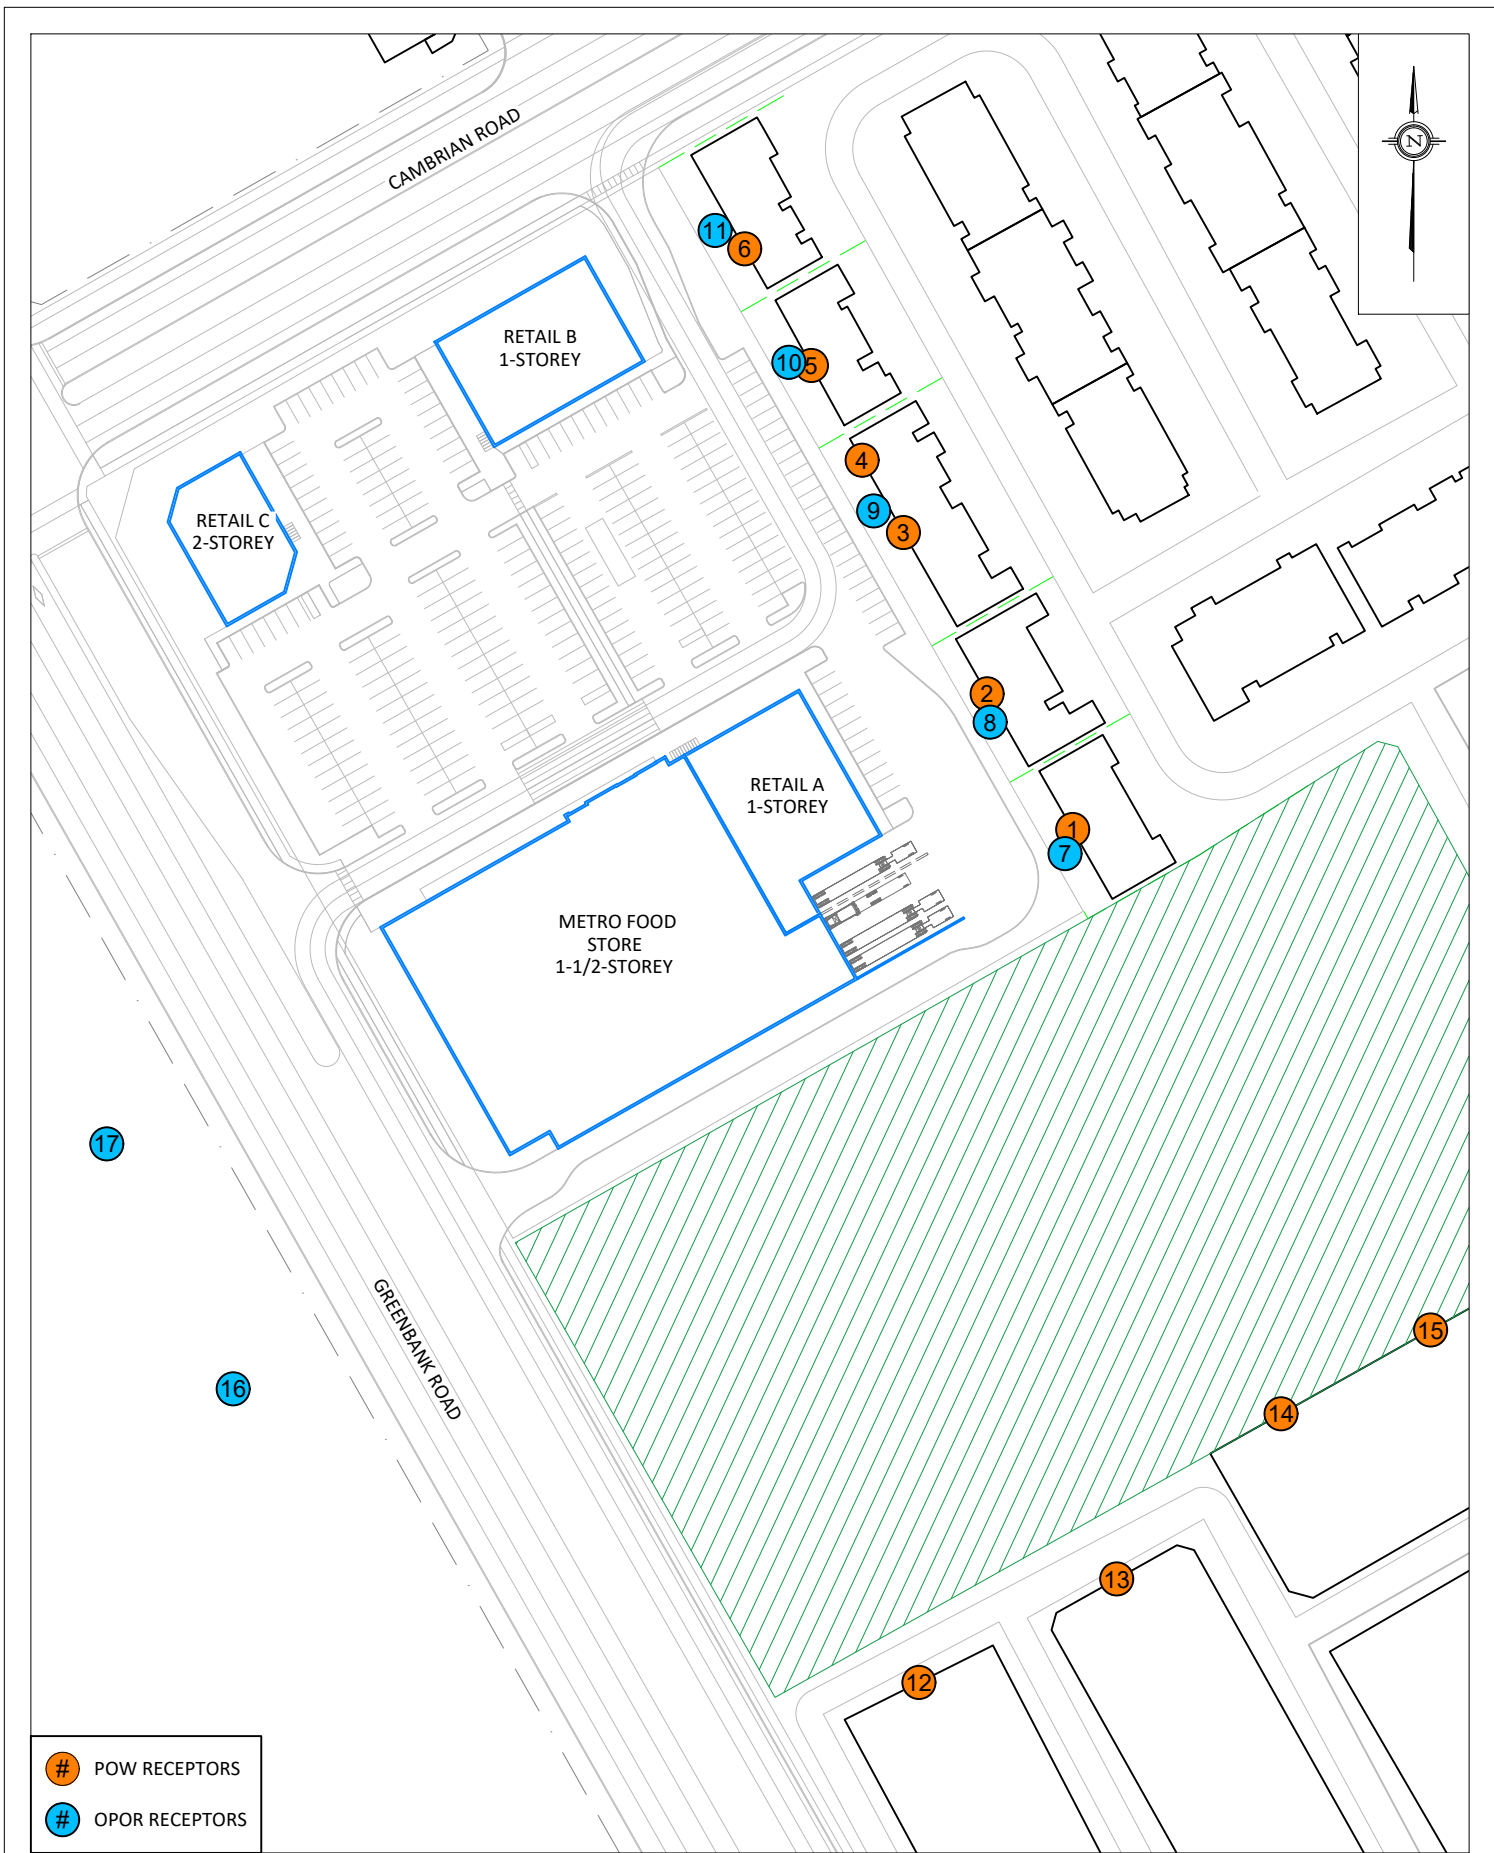 CAMBRIAN ROAD
N
11
6
RETAIL B
1-STOREY
10
5
4
9
3
RETAIL C
2-STOREY
2
8
RETAIL A
1-STOREY
1
7
METRO FOOD
STORE
1-1/2-STOREY
17
GREENBANK ROAD
16
15
14
13
12
# POW RECEPTORS
# OPOR RECEPTORS